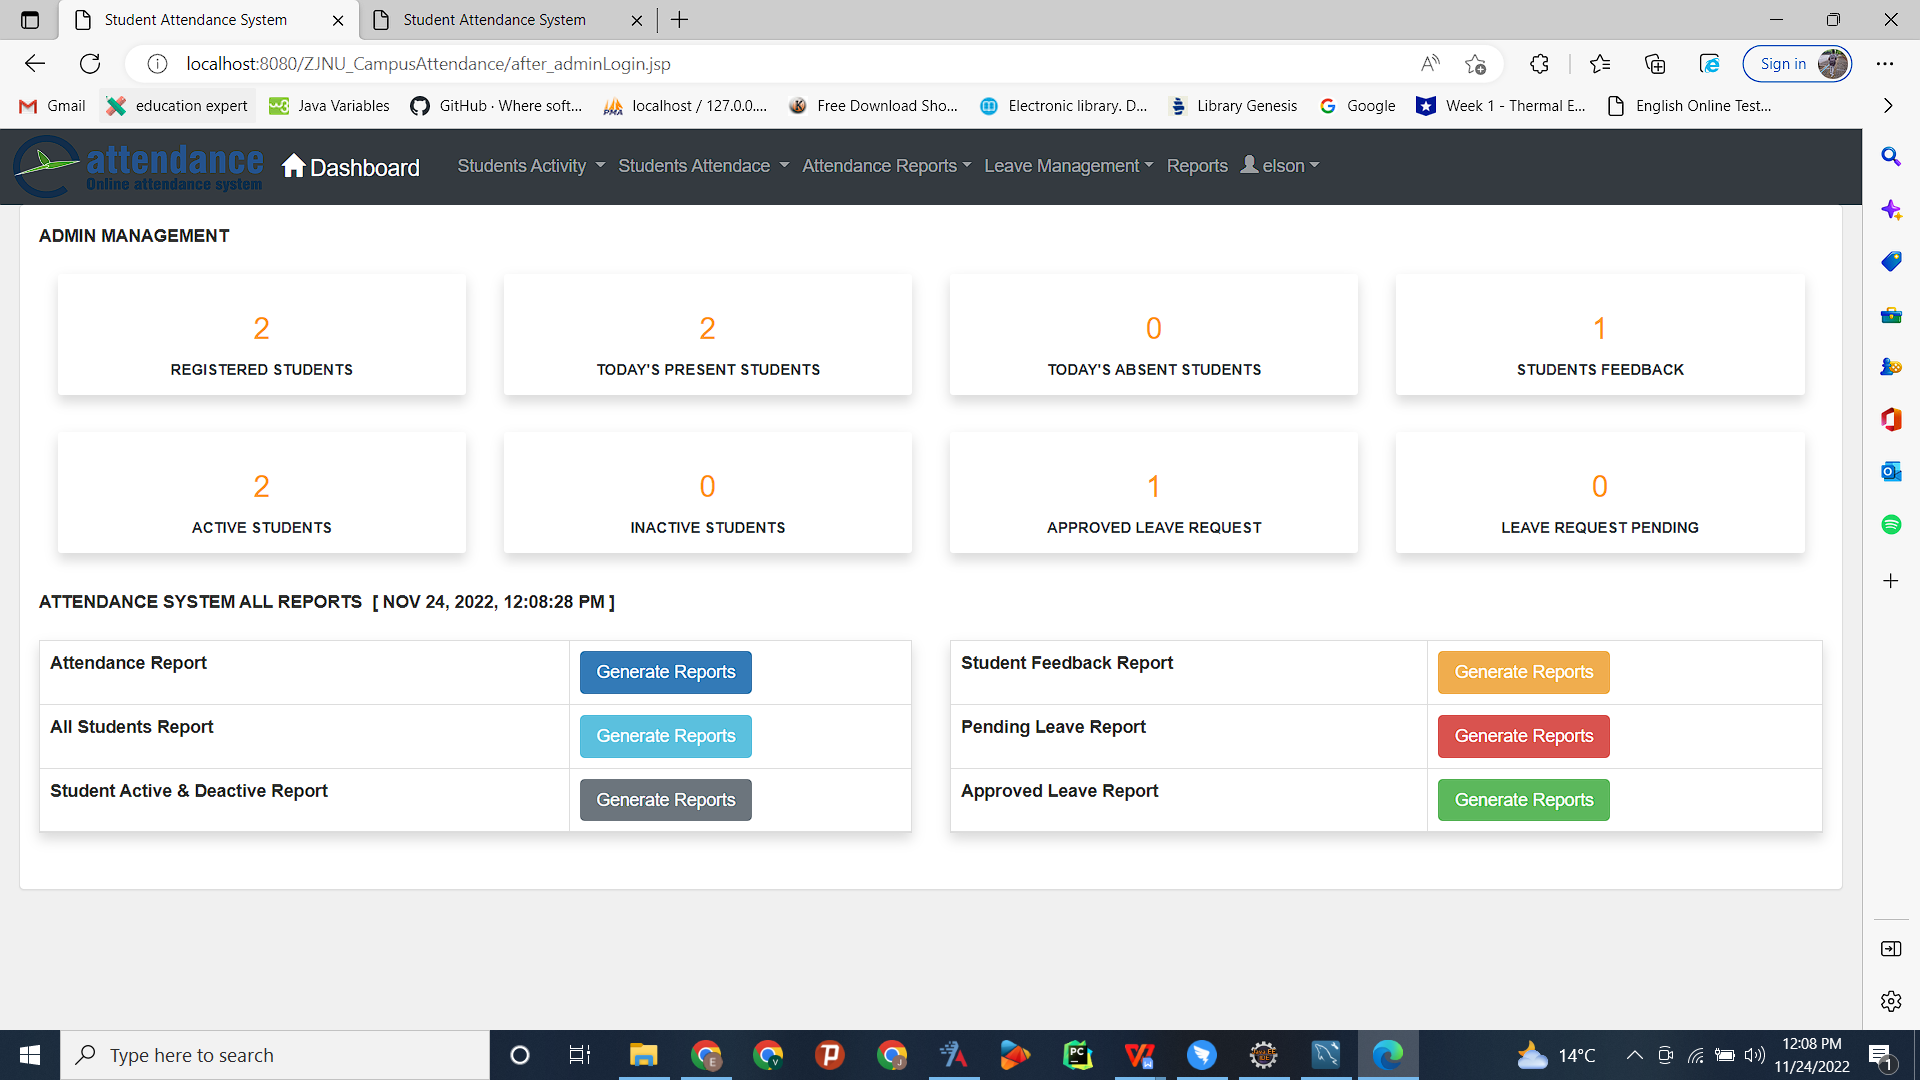 Student Attendance System
Student Attendance System
localhost:8080/ZJNU_CampusAttendance/after_adminLogin.jsp
Sign in
Gmail
education expert
Java Variables
GitHub · Where soft...
localhost / 127.0.0....
Free Download Sho...
Electronic library. D...
Library Genesis
Google
Week 1 - Thermal E...
English Online Test...
attendance
Online attendance system
Dashboard
Students Activity
Students Attendace
Attendance Reports
Leave Management
Reports
elson
ADMIN MANAGEMENT
2
REGISTERED STUDENTS
2
TODAY'S PRESENT STUDENTS
0
TODAY'S ABSENT STUDENTS
1
STUDENTS FEEDBACK
2
ACTIVE STUDENTS
0
INACTIVE STUDENTS
1
APPROVED LEAVE REQUEST
0
LEAVE REQUEST PENDING
ATTENDANCE SYSTEM ALL REPORTS [ NOV 24, 2022, 12:08:28 PM ]
Attendance Report
Generate Reports
All Students Report
Generate Reports
Student Active & Deactive Report
Generate Reports
Student Feedback Report
Generate Reports
Pending Leave Report
Generate Reports
Approved Leave Report
Generate Reports
Type here to search
14°C
12:08 PM
11/24/2022
1